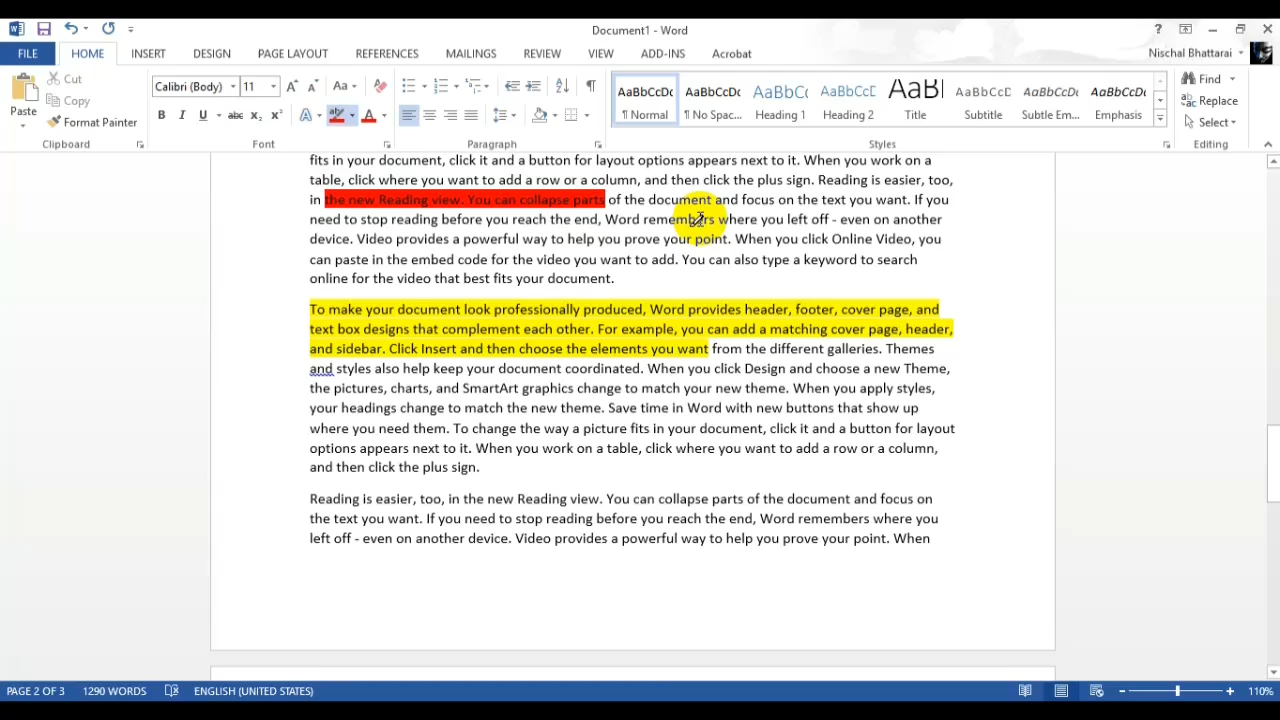 Document1 - Word
FILE HOME INSERT DESIGN PAGE LAYOUT REFERENCES MAILINGS REVIEW VIEW ADD-INS Acrobat Nischal Bhattarai
Paste
Cut
Copy
Format Painter
Calibri (Body) 11
AaBbCcDc AaBbCcDc AaBbCc AaBbCcD AaBl AaBbCcD AaBbCcDc AaBbCcDc
¶ Normal ¶ No Spac... Heading 1 Heading 2 Title Subtitle Subtle Em... Emphasis
Find
Replace
Select
Clipboard Font Paragraph Styles Editing
fits in your document, click it and a button for layout options appears next to it. When you work on a
table, click where you want to add a row or a column, and then click the plus sign. Reading is easier, too,
in the new Reading view. You can collapse parts of the document and focus on the text you want. If you
need to stop reading before you reach the end, Word remembers where you left off - even on another
device. Video provides a powerful way to help you prove your point. When you click Online Video, you
can paste in the embed code for the video you want to add. You can also type a keyword to search
online for the video that best fits your document.
To make your document look professionally produced, Word provides header, footer, cover page, and
text box designs that complement each other. For example, you can add a matching cover page, header,
and sidebar. Click Insert and then choose the elements you want from the different galleries. Themes
and styles also help keep your document coordinated. When you click Design and choose a new Theme,
the pictures, charts, and SmartArt graphics change to match your new theme. When you apply styles,
your headings change to match the new theme. Save time in Word with new buttons that show up
where you need them. To change the way a picture fits in your document, click it and a button for layout
options appears next to it. When you work on a table, click where you want to add a row or a column,
and then click the plus sign.
Reading is easier, too, in the new Reading view. You can collapse parts of the document and focus on
the text you want. If you need to stop reading before you reach the end, Word remembers where you
left off - even on another device. Video provides a powerful way to help you prove your point. When
PAGE 2 OF 3 1290 WORDS ENGLISH (UNITED STATES) 110%